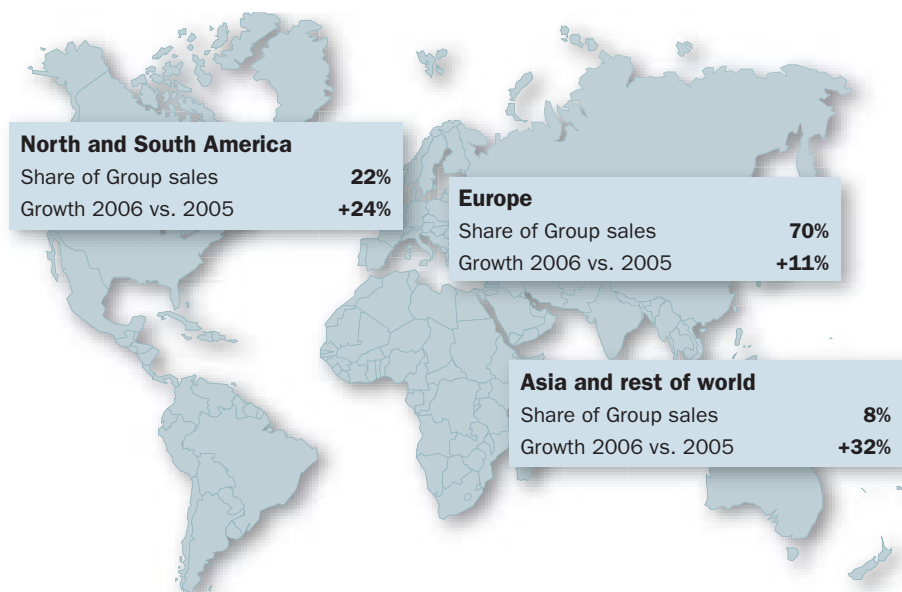 North and South America
Share of Group sales 22%
Growth 2006 vs. 2005 +24%
Europe
Share of Group sales 70%
Growth 2006 vs. 2005 +11%
Asia and rest of world
Share of Group sales 8%
Growth 2006 vs. 2005 +32%